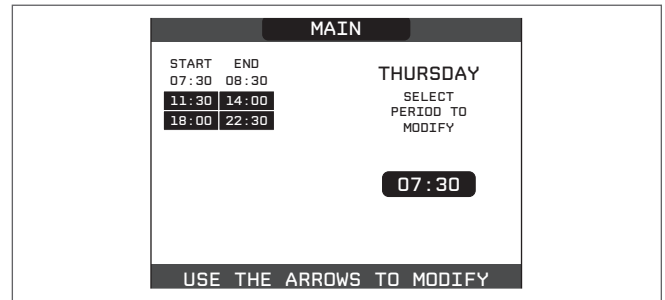 MAIN
START END
07:30 08:30
11:30 14:00
18:00 22:30
THURSDAY
SELECT
PERIOD TO
MODIFY
07:30
USE THE ARROWS TO MODIFY